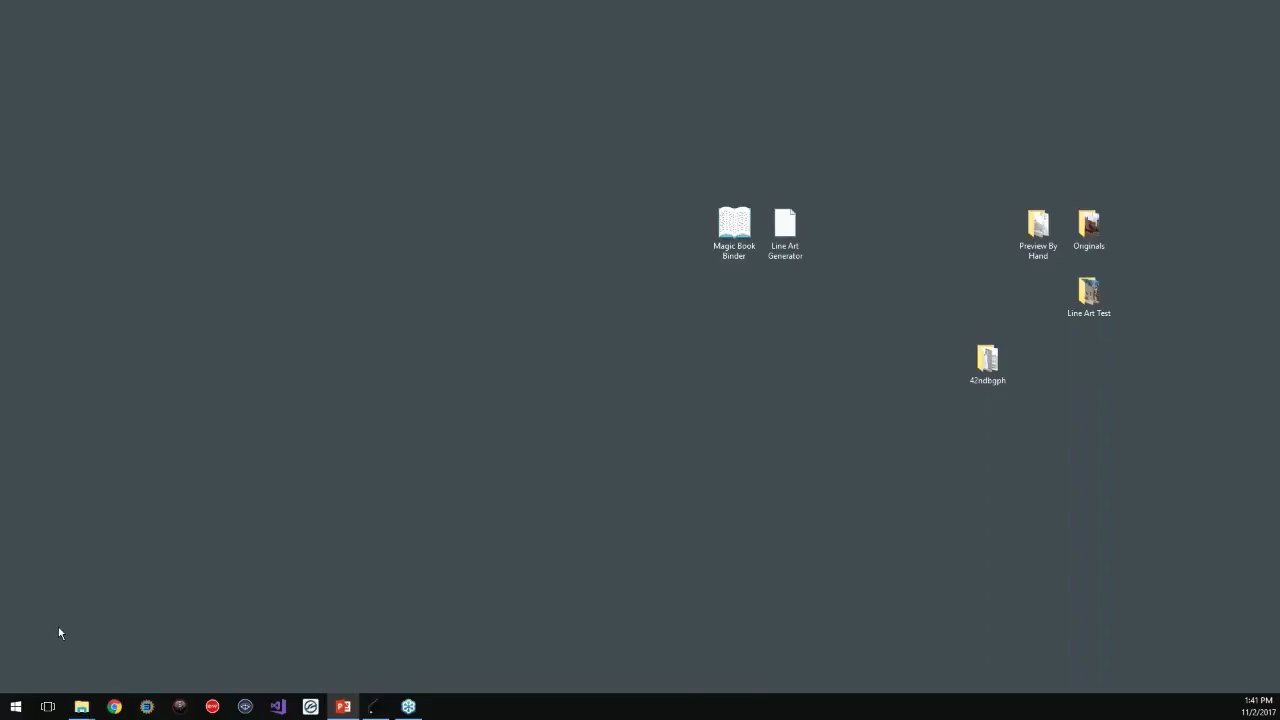 Magic Book
Binder
Line Art
Generator
Preview By
Hand
Originals
Line Art Test
42ndbgph
1:41 PM
11/2/2017